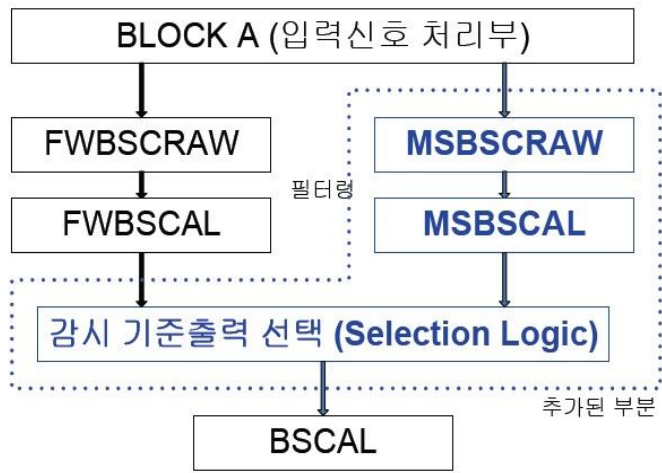 BLOCK A (입력신호 처리부)
FWBSCRAW
MSBSCRAW
필터링
FWBSCAL
MSBSCAL
감시 기준출력 선택 (Selection Logic)
추가된 부분
BSCAL